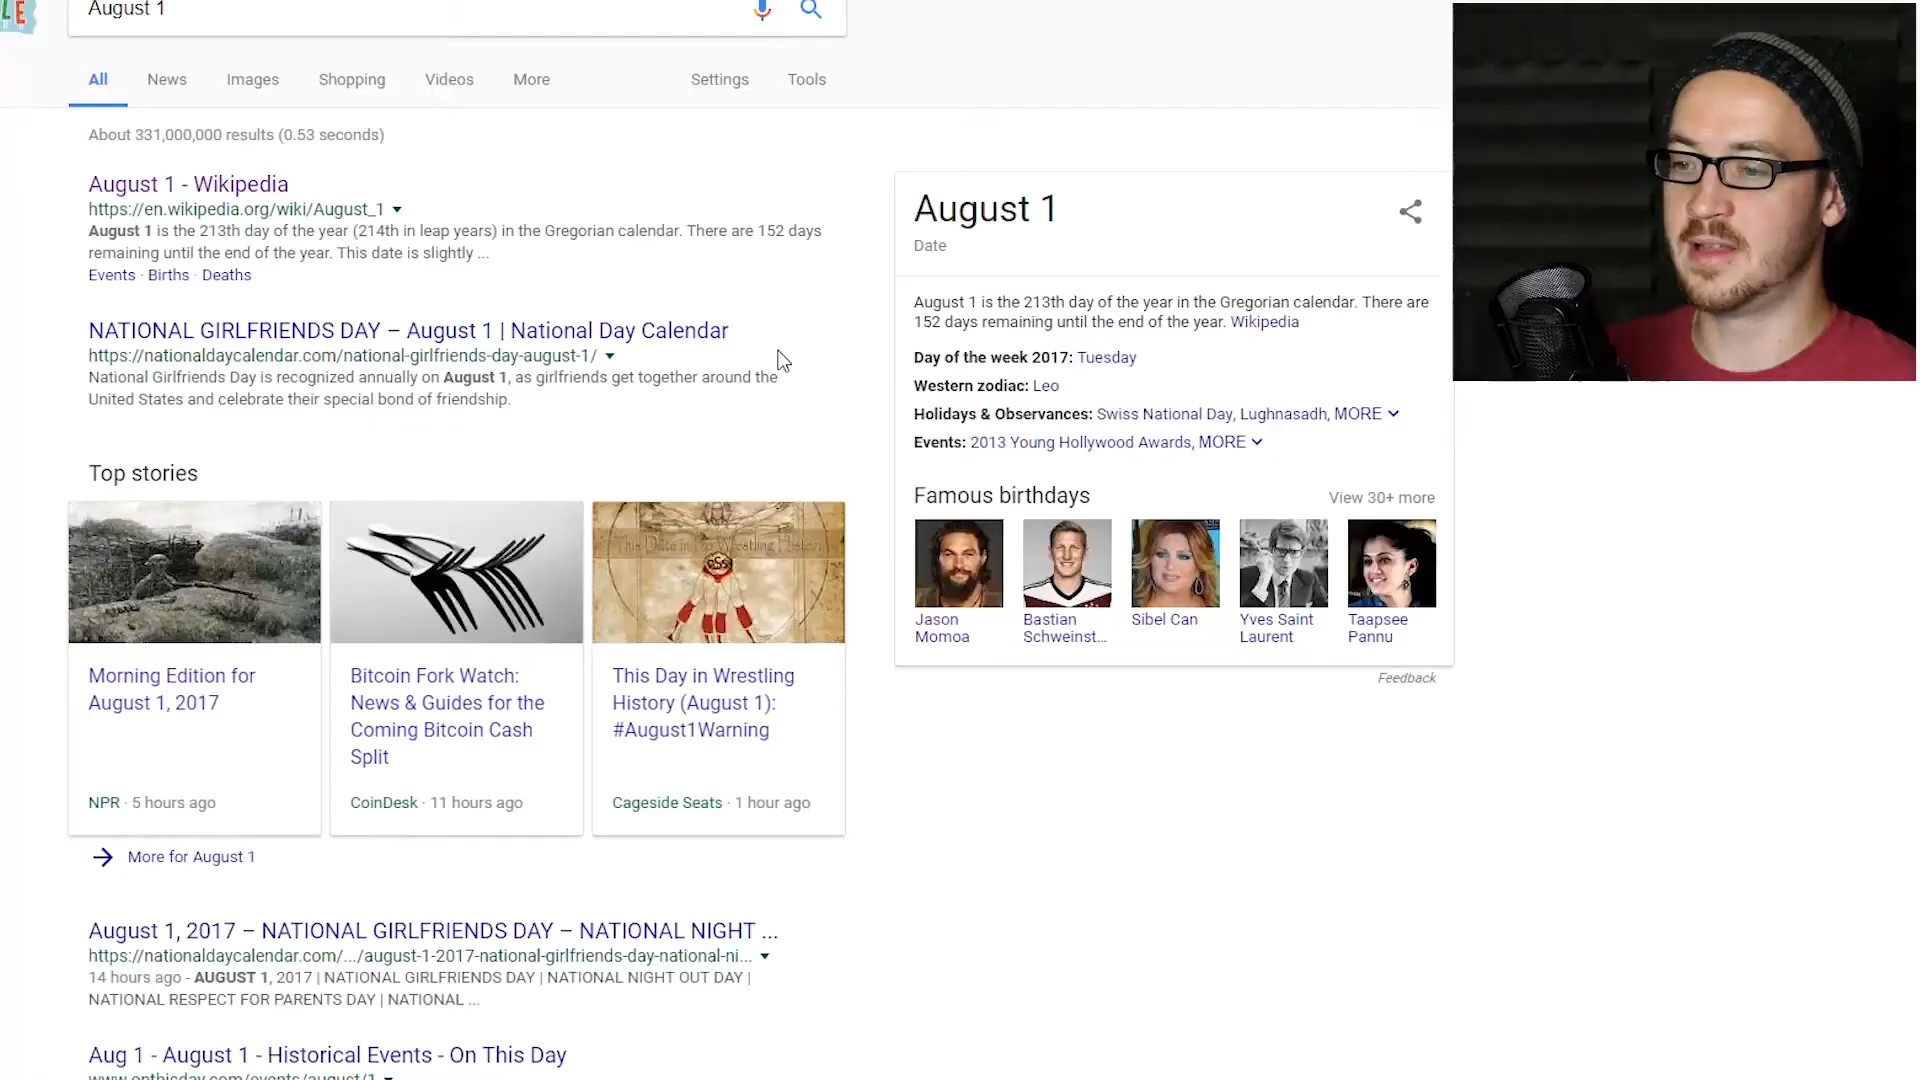 LE
August 1
All News Images Shopping Videos More Settings Tools
About 331,000,000 results (0.53 seconds)
August 1 - Wikipedia
https://en.wikipedia.org/wiki/August_1
August 1 is the 213th day of the year (214th in leap years) in the Gregorian calendar. There are 152 days
remaining until the end of the year. This date is slightly ...
Events · Births · Deaths
NATIONAL GIRLFRIENDS DAY – August 1 | National Day Calendar
https://nationaldaycalendar.com/national-girlfriends-day-august-1/
National Girlfriends Day is recognized annually on August 1, as girlfriends get together around the
United States and celebrate their special bond of friendship.
Top stories
This Date in Wrestling History
Morning Edition for
August 1, 2017
NPR · 5 hours ago
Bitcoin Fork Watch:
News & Guides for the
Coming Bitcoin Cash
Split
CoinDesk · 11 hours ago
This Day in Wrestling
History (August 1):
#August1Warning
Cageside Seats · 1 hour ago
More for August 1
August 1, 2017 – NATIONAL GIRLFRIENDS DAY – NATIONAL NIGHT ...
https://nationaldaycalendar.com/.../august-1-2017-national-girlfriends-day-national-ni...
14 hours ago - AUGUST 1, 2017 | NATIONAL GIRLFRIENDS DAY | NATIONAL NIGHT OUT DAY |
NATIONAL RESPECT FOR PARENTS DAY | NATIONAL ...
Aug 1 - August 1 - Historical Events - On This Day
www.onthisday.com/events/august/1
August 1
Date
August 1 is the 213th day of the year in the Gregorian calendar. There are
152 days remaining until the end of the year. Wikipedia
Day of the week 2017: Tuesday
Western zodiac: Leo
Holidays & Observances: Swiss National Day, Lughnasadh, MORE
Events: 2013 Young Hollywood Awards, MORE
Famous birthdays
View 30+ more
Jason
Momoa
Bastian
Schweinst...
Sibel Can
Yves Saint
Laurent
Taapsee
Pannu
Feedback